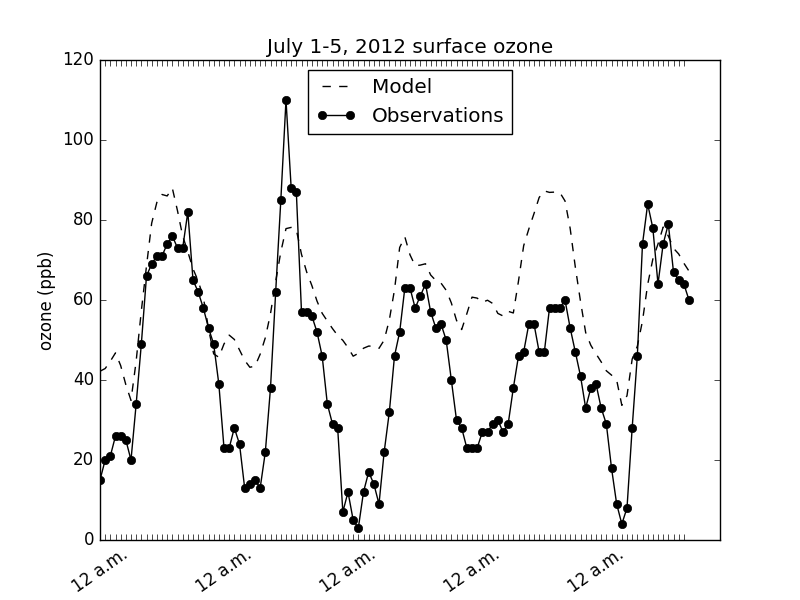 July 1-5, 2012 surface ozone
Model
Observations
120
100
80
60
40
20
0
ozone (ppb)
12 a.m.
12 a.m.
12 a.m.
12 a.m.
12 a.m.